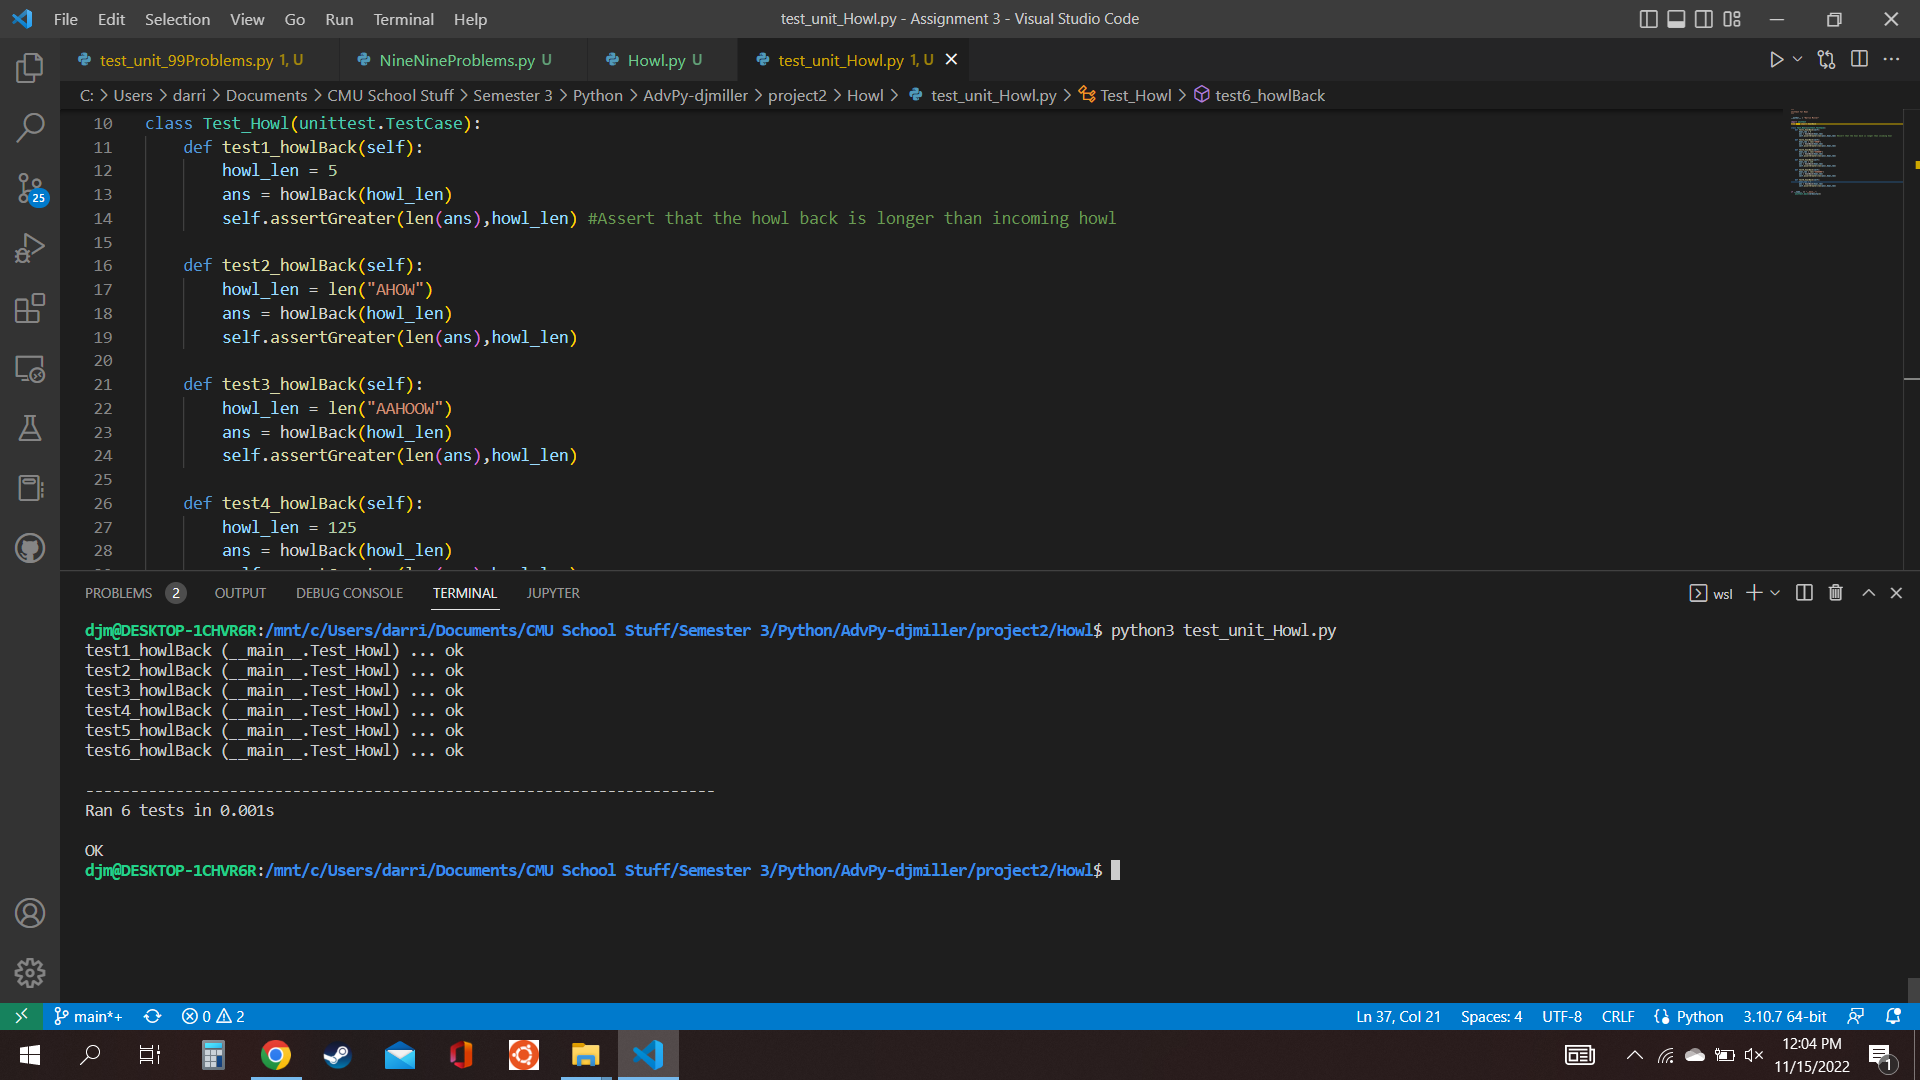 File Edit Selection View Go Run Terminal Help
test_unit_Howl.py - Assignment 3 - Visual Studio Code
test_unit_99Problems.py 1, U
NineNineProblems.py U
Howl.py U
test_unit_Howl.py 1, U
C: > Users > darri > Documents > CMU School Stuff > Semester 3 > Python > AdvPy-djmiller > project2 > Howl > test_unit_Howl.py > Test_Howl > test6_howlBack
10 class Test_Howl(unittest.TestCase):
11 def test1_howlBack(self):
12 howl_len = 5
13 ans = howlBack(howl_len)
14 self.assertGreater(len(ans),howl_len) #Assert that the howl back is longer than incoming howl
15
16 def test2_howlBack(self):
17 howl_len = len("AHOW")
18 ans = howlBack(howl_len)
19 self.assertGreater(len(ans),howl_len)
20
21 def test3_howlBack(self):
22 howl_len = len("AAHOOW")
23 ans = howlBack(howl_len)
24 self.assertGreater(len(ans),howl_len)
25
26 def test4_howlBack(self):
27 howl_len = 125
28 ans = howlBack(howl_len)
25
PROBLEMS 2 OUTPUT DEBUG CONSOLE TERMINAL JUPYTER
wsl
djm@DESKTOP-1CHVR6R:/mnt/c/Users/darri/Documents/CMU School Stuff/Semester 3/Python/AdvPy-djmiller/project2/Howl$ python3 test_unit_Howl.py
test1_howlBack (__main__.Test_Howl) ... ok
test2_howlBack (__main__.Test_Howl) ... ok
test3_howlBack (__main__.Test_Howl) ... ok
test4_howlBack (__main__.Test_Howl) ... ok
test5_howlBack (__main__.Test_Howl) ... ok
test6_howlBack (__main__.Test_Howl) ... ok
----------------------------------------------------------------------
Ran 6 tests in 0.001s
OK
djm@DESKTOP-1CHVR6R:/mnt/c/Users/darri/Documents/CMU School Stuff/Semester 3/Python/AdvPy-djmiller/project2/Howl$
main*+ 0 2
Ln 37, Col 21 Spaces: 4 UTF-8 CRLF Python 3.10.7 64-bit
12:04 PM
11/15/2022
1